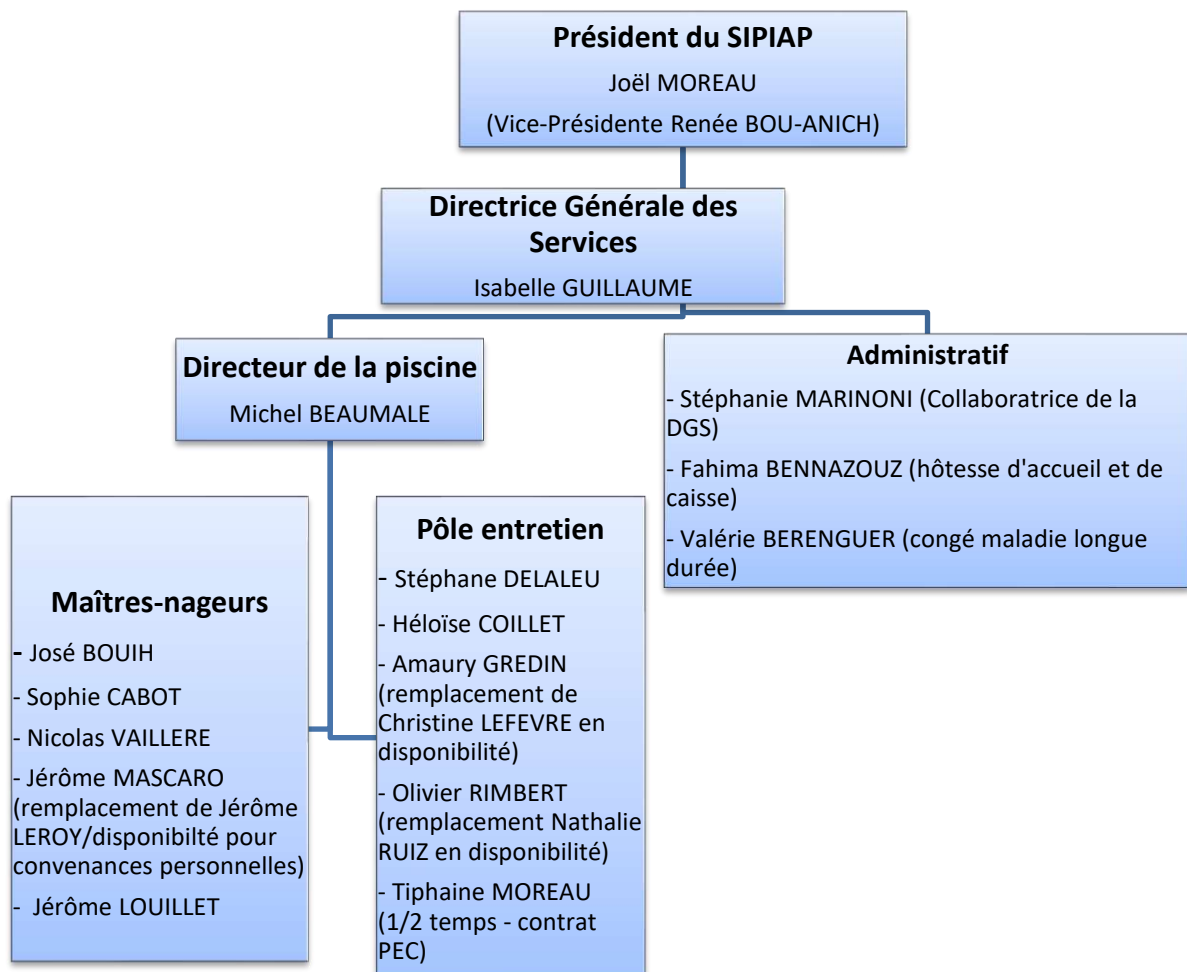 Président du SIPIAP
Joël MOREAU
(Vice-Présidente Renée BOU-ANICH)
Directrice Générale des
Services
Isabelle GUILLAUME
Directeur de la piscine
Michel BEAUMALE
Administratif
- Stéphanie MARINONI (Collaboratrice de la
DGS)
- Fahima BENNAZOUZ (hôtesse d'accueil et de
caisse)
- Valérie BERENGUER (congé maladie longue
durée)
Maîtres-nageurs
- José BOUIH
- Sophie CABOT
- Nicolas VAILLERE
- Jérôme MASCARO
(remplacement de Jérôme
LEROY/disponibilté pour
convenances personnelles)
- Jérôme LOUILLET
Pôle entretien
- Stéphane DELALEU
- Héloïse COILLET
- Amaury GREDIN
(remplacement de
Christine LEFEVRE en
disponibilité)
- Olivier RIMBERT
(remplacement Nathalie
RUIZ en disponibilité)
- Tiphaine MOREAU
(1/2 temps - contrat
PEC)